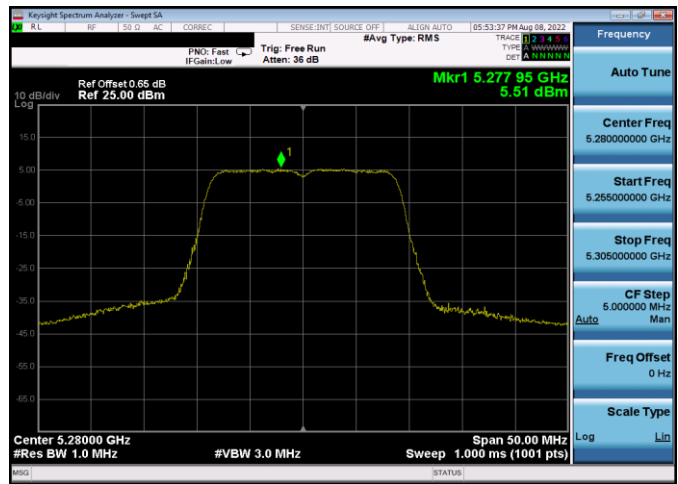 Keysight Spectrum Analyzer - Swept SA
RL RF 50 Ω AC CORREC SENSE:INT SOURCE OFF ALIGN AUTO 05:53:37 PM Aug 08, 2022
#Avg Type: RMS
TRACE 1 2 3 4 5 6
PNO: Fast Trig: Free Run TYPE A WWWWW
IFGain:Low Atten: 36 dB DET A N N N N N
Mkr1 5.277 95 GHz
5.51 dBm
Ref Offset 0.65 dB
10 dB/div Ref 25.00 dBm
Log
15.0
1
5.00
-5.00
-15.0
-25.0
-35.0
-45.0
-55.0
-65.0
Center 5.28000 GHz Span 50.00 MHz
#Res BW 1.0 MHz #VBW 3.0 MHz Sweep 1.000 ms (1001 pts)
MSG STATUS
Frequency
Auto Tune
Center Freq
5.280000000 GHz
Start Freq
5.255000000 GHz
Stop Freq
5.305000000 GHz
CF Step
5.000000 MHz
Auto Man
Freq Offset
0 Hz
Scale Type
Log Lin